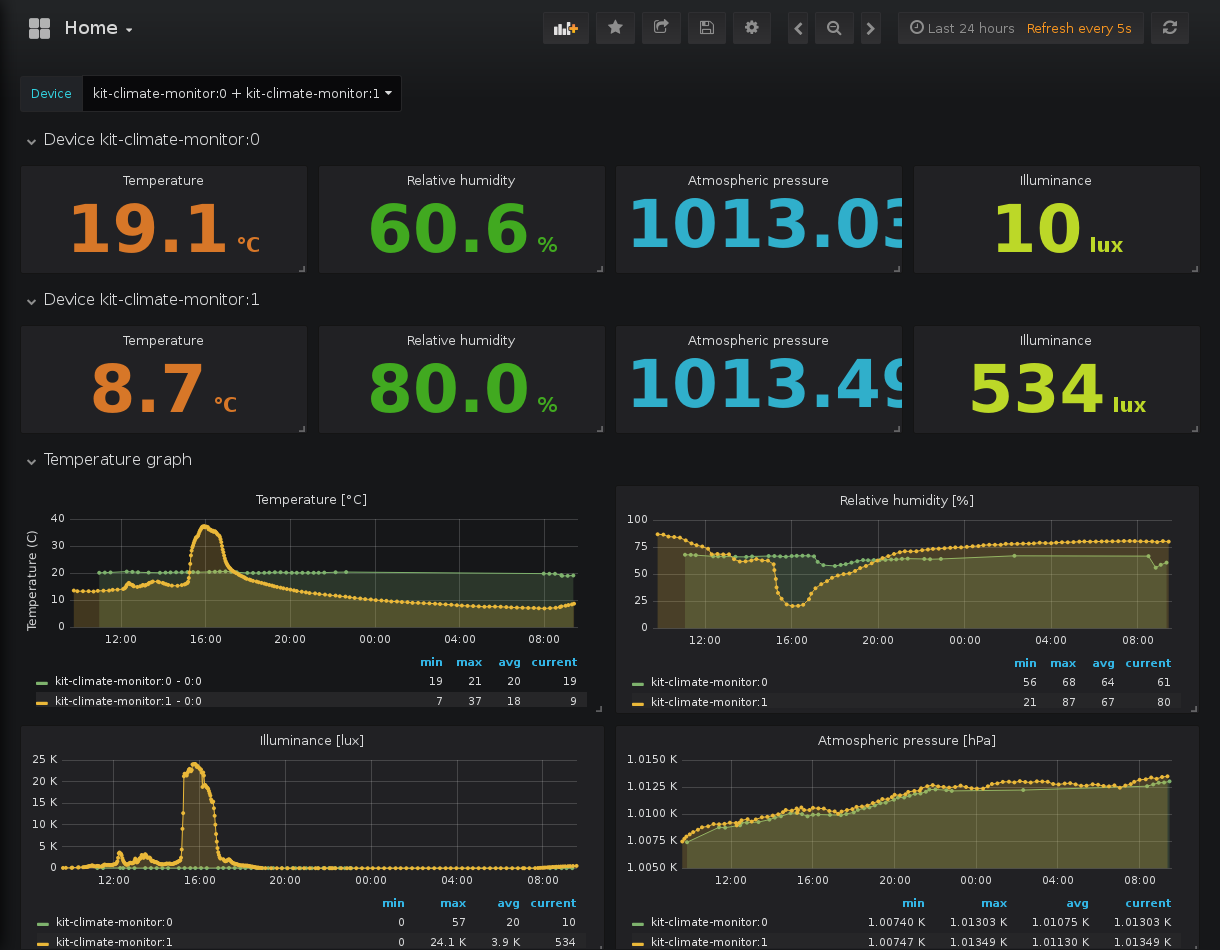 Home
Last 24 hours Refresh every 5s
Device kit-climate-monitor:0 + kit-climate-monitor:1
Device kit-climate-monitor:0
Temperature Relative humidity Atmospheric pressure Illuminance
19.1 °C 60.6 % 1013.03 10 lux
Device kit-climate-monitor:1
Temperature Relative humidity Atmospheric pressure Illuminance
8.7 °C 80.0 % 1013.49 534 lux
Temperature graph
Temperature [°C]
Temperature (C)
40
30
20
10
0
12:00 16:00 20:00 00:00 04:00 08:00
min max avg current
kit-climate-monitor:0 - 0:0 19 21 20 19
kit-climate-monitor:1 - 0:0 7 37 18 9
Relative humidity [%]
100
75
50
25
0
12:00 16:00 20:00 00:00 04:00 08:00
min max avg current
kit-climate-monitor:0 56 68 64 61
kit-climate-monitor:1 21 87 67 80
Illuminance [lux]
25 K
20 K
15 K
10 K
5 K
0
12:00 16:00 20:00 00:00 04:00 08:00
min max avg current
kit-climate-monitor:0 0 57 20 10
kit-climate-monitor:1 0 24.1 K 3.9 K 534
Atmospheric pressure [hPa]
1.0150 K
1.0125 K
1.0100 K
1.0075 K
1.0050 K
12:00 16:00 20:00 00:00 04:00 08:00
min max avg current
kit-climate-monitor:0 1.00740 K 1.01303 K 1.01075 K 1.01303 K
kit-climate-monitor:1 1.00747 K 1.01349 K 1.01130 K 1.01349 K